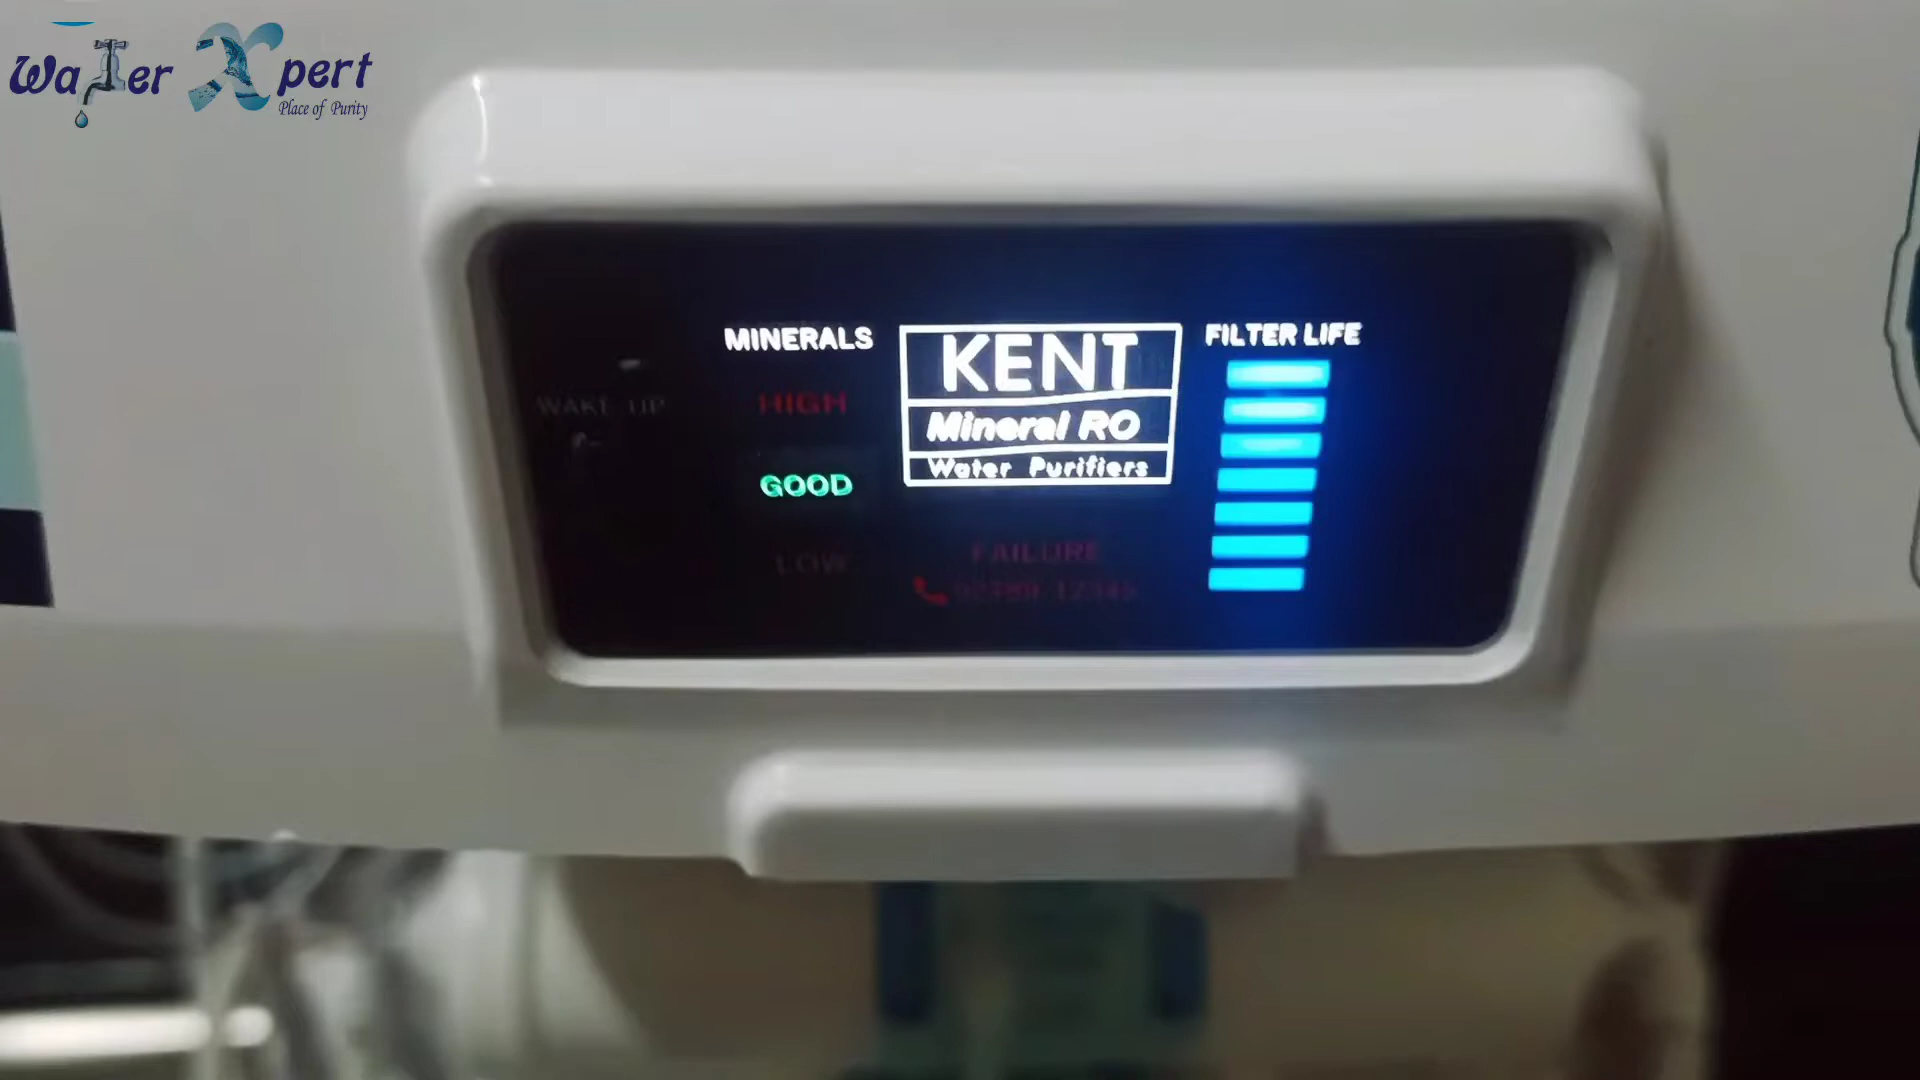 Water Xpert
Place of Purity
MINERALS
HIGH
GOOD
LOW
WAKE UP
KENT
Mineral RO
Water Purifiers
FAILURE
FILTER LIFE